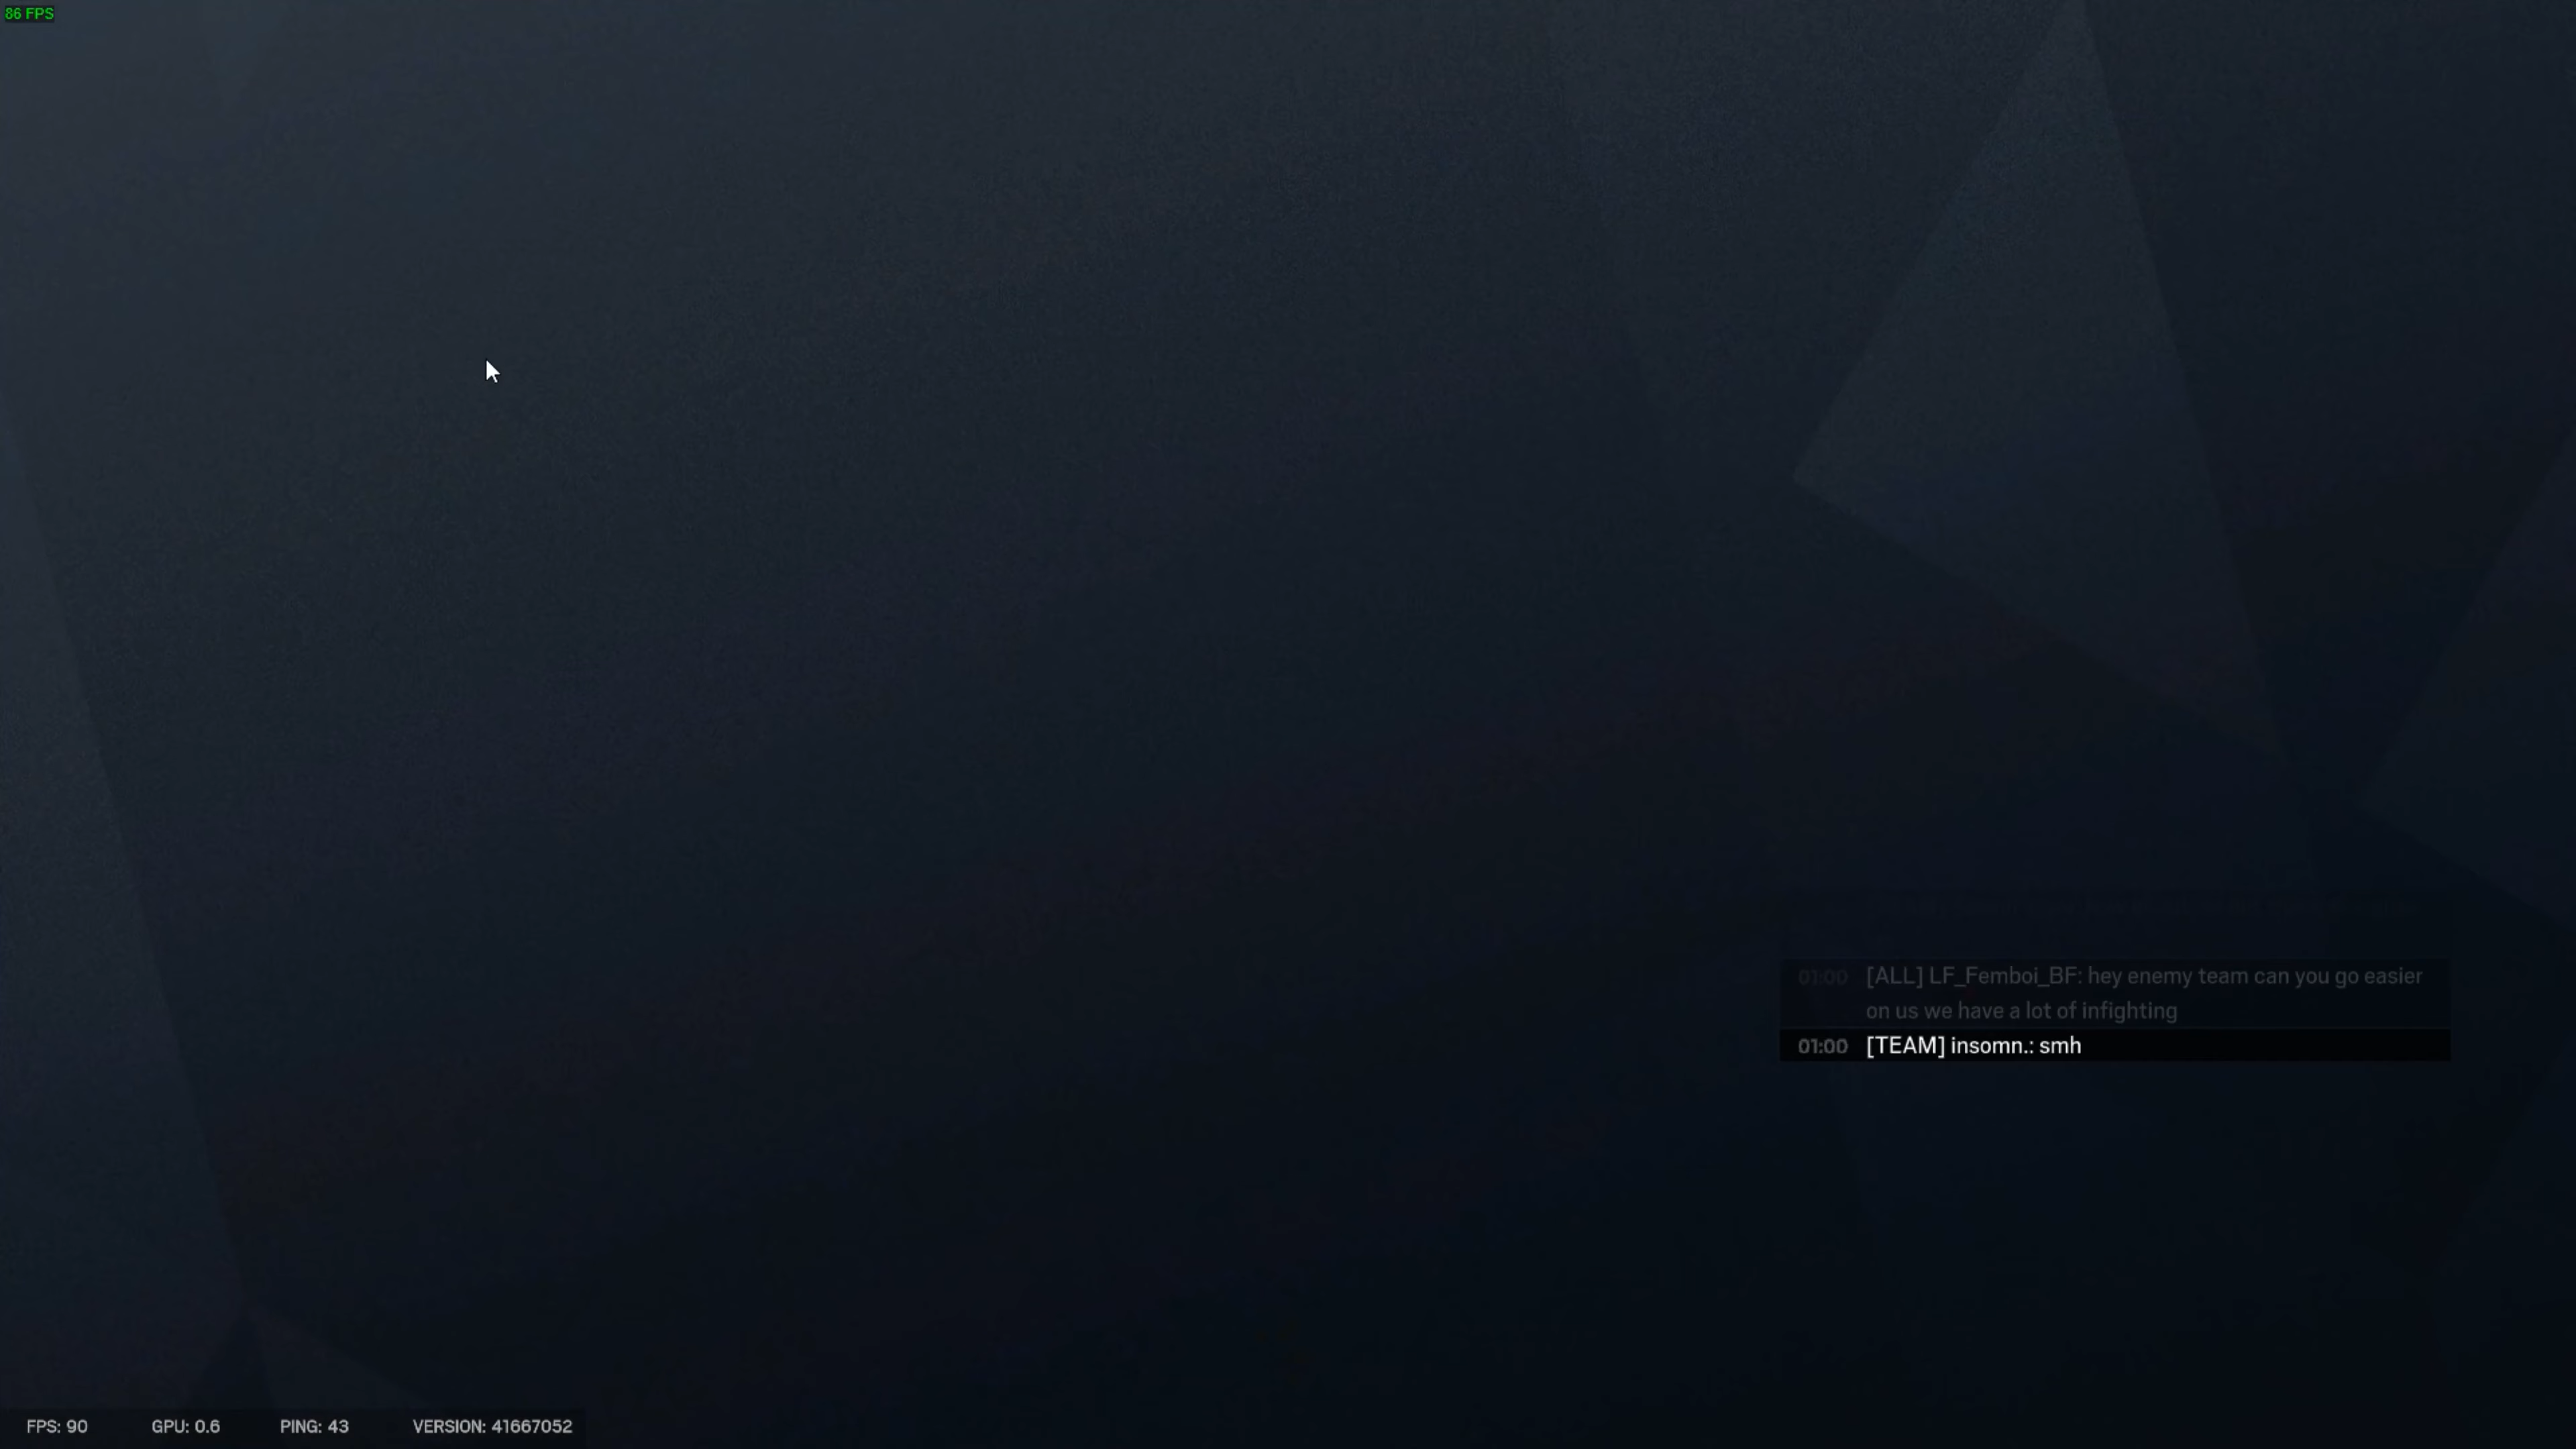 86 FPS
01:00 [ALL] LF_Femboi_BF: hey enemy team can you go easier
on us we have a lot of infighting
01:00 [TEAM] insomn.: smh
FPS: 90 GPU: 0.6 PING: 43 VERSION: 41667052